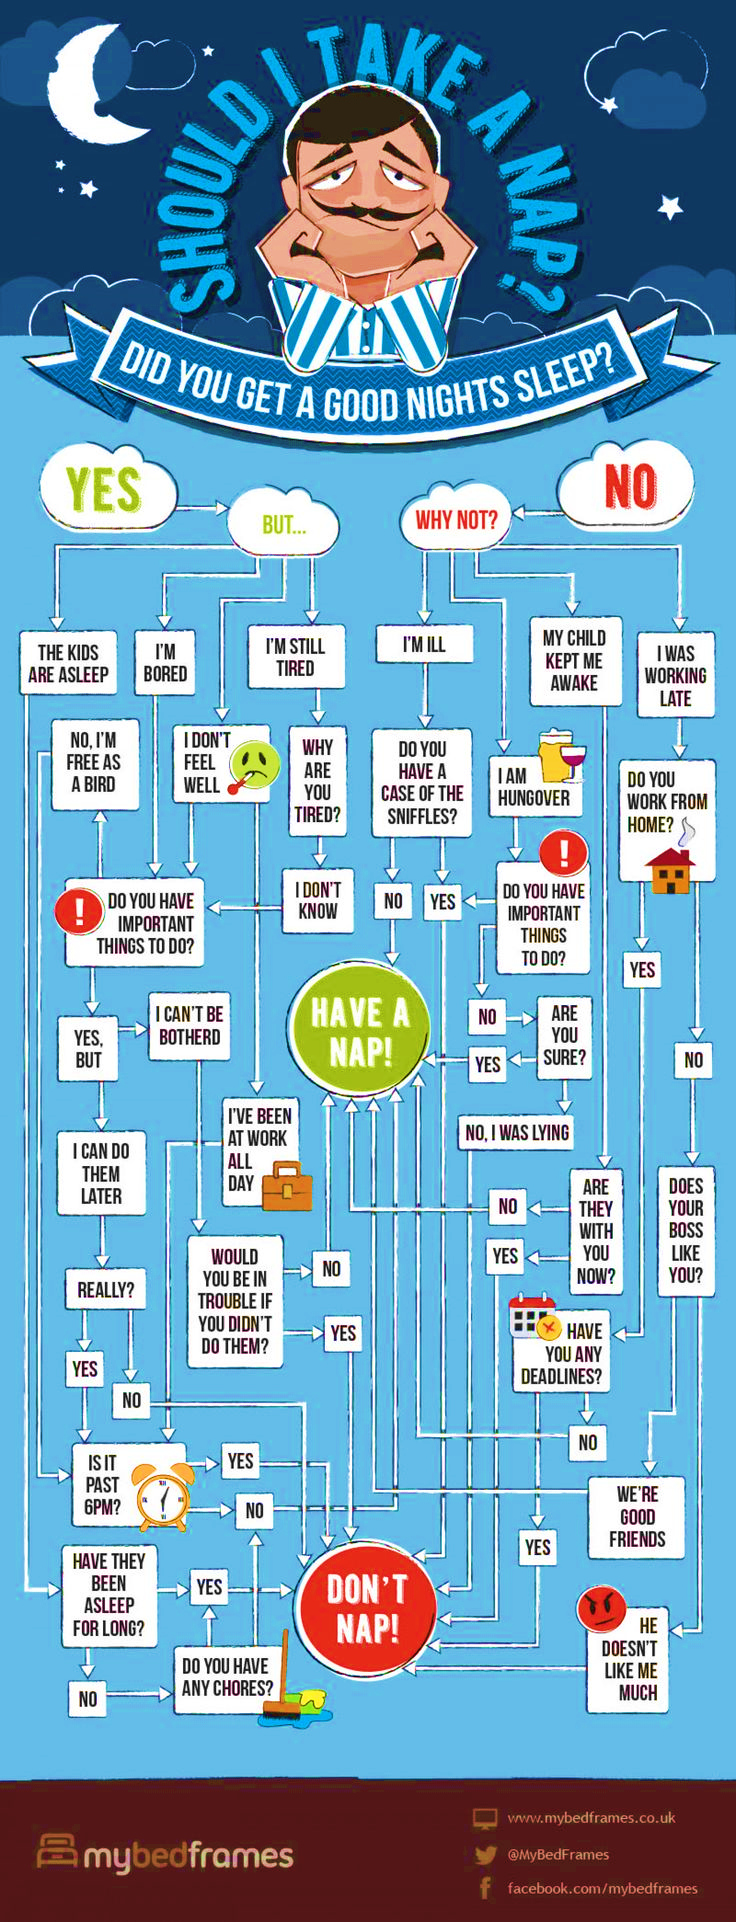 SHOULD I TAKE A NAP?
DID YOU GET A GOOD NIGHTS SLEEP?
YES
NO
BUT...
WHY NOT?
THE KIDS
ARE ASLEEP
I'M
BORED
I'M STILL
TIRED
I'M ILL
MY CHILD
KEPT ME
AWAKE
I WAS
WORKING
LATE
NO, I'M
FREE AS
A BIRD
I DON'T
FEEL
WELL
WHY
ARE
YOU
TIRED?
DO YOU
HAVE A
CASE OF THE
SNIFFLES?
I AM
HUNGOVER
DO YOU
WORK FROM
HOME?
!
DO YOU HAVE
IMPORTANT
THINGS TO DO?
I DON'T
KNOW
NO
YES
!
DO YOU HAVE
IMPORTANT
THINGS
TO DO?
YES
HAVE A
NAP!
YES,
BUT
I CAN'T BE
BOTHERD
NO
ARE
YOU
SURE?
YES
NO
I CAN DO
THEM
LATER
I'VE BEEN
AT WORK
ALL
DAY
NO, I WAS LYING
NO
ARE
THEY
WITH
YOU
NOW?
YES
DOES
YOUR
BOSS
LIKE
YOU?
REALLY?
WOULD
YOU BE IN
TROUBLE IF
YOU DIDN'T
DO THEM?
NO
YES
HAVE
YOU ANY
DEADLINES?
YES
NO
NO
IS IT
PAST
6PM?
YES
NO
WE'RE
GOOD
FRIENDS
YES
HAVE THEY
BEEN
ASLEEP
FOR LONG?
YES
DON'T
NAP!
HE
DOESN'T
LIKE ME
MUCH
NO
DO YOU HAVE
ANY CHORES?
mybedframes
www.mybedframes.co.uk
@MyBedFrames
facebook.com/mybedframes